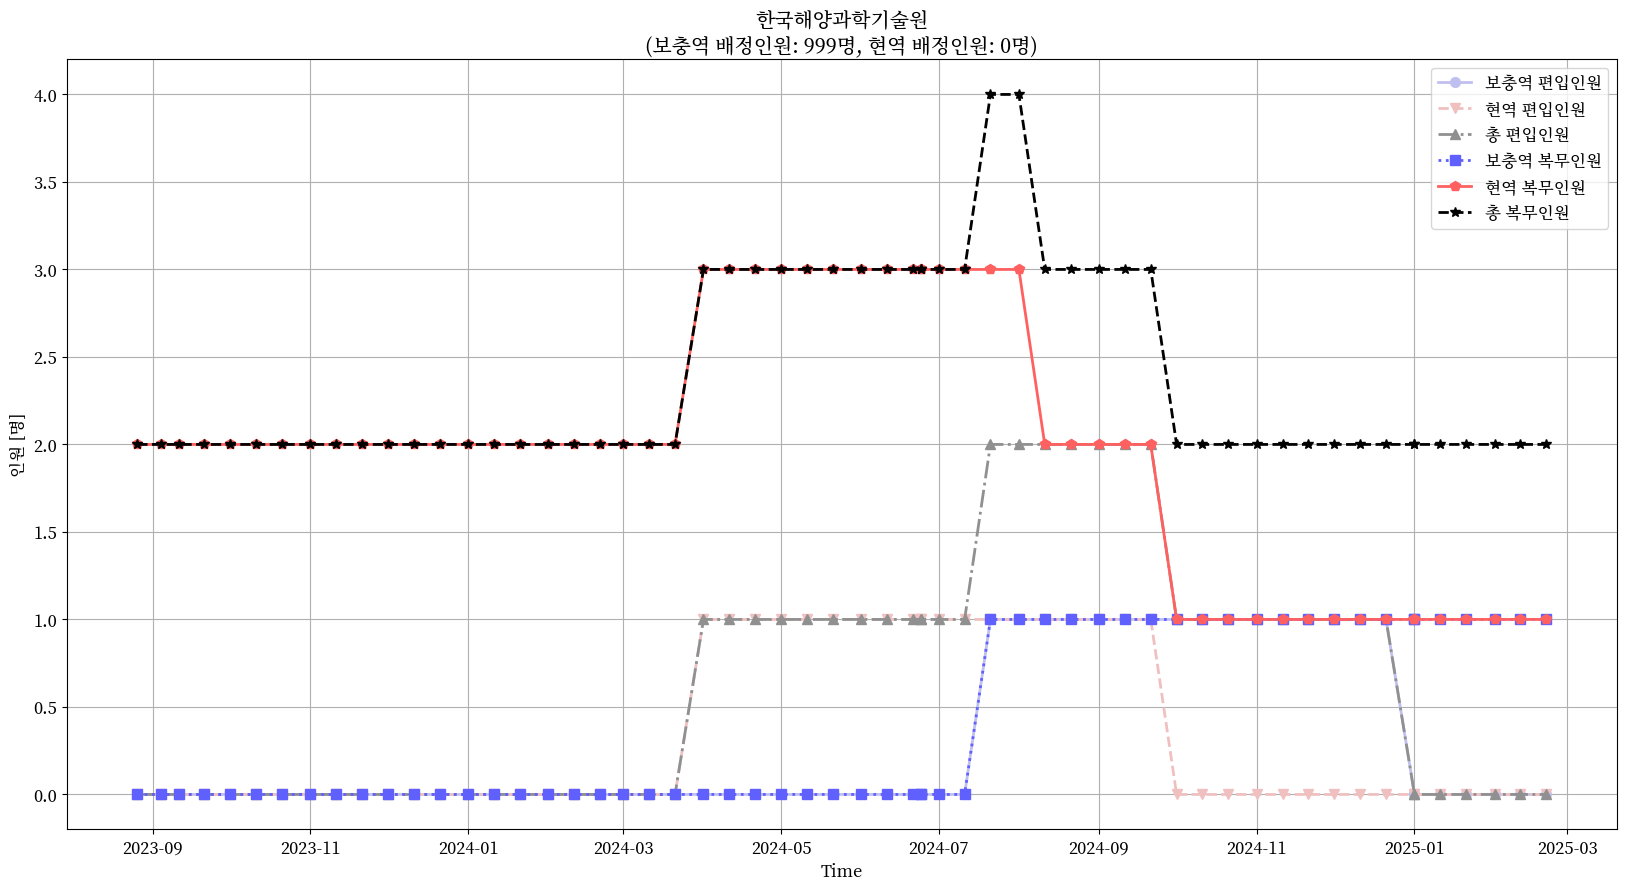 한국해양과학기술원
(보충역 배정인원: 999명, 현역 배정인원: 0명)
보충역 편입인원
현역 편입인원
총 편입인원
보충역 복무인원
현역 복무인원
총 복무인원
인원 [명]
4.0
3.5
3.0
2.5
2.0
1.5
1.0
0.5
0.0
2023-09 2023-11 2024-01 2024-03 2024-05 2024-07 2024-09 2024-11 2025-01 2025-03
Time